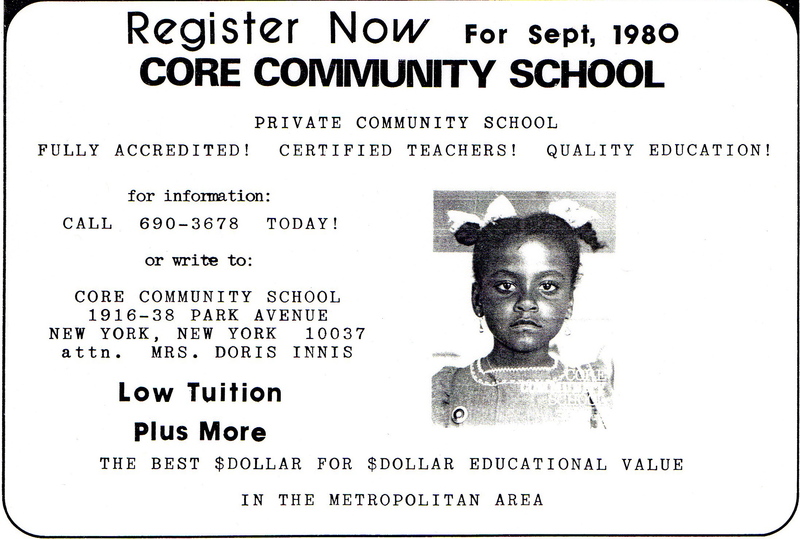 Register Now For Sept, 1980
CORE COMMUNITY SCHOOL
PRIVATE COMMUNITY SCHOOL
FULLY ACCREDITED! CERTIFIED TEACHERS! QUALITY EDUCATION!
for information:
CALL 690-3678 TODAY!
or write to:
CORE COMMUNITY SCHOOL
1916-38 PARK AVENUE
NEW YORK, NEW YORK 10037
attn. MRS. DORIS INNIS
CORE
COMMUNITY
SCHOOL
Low Tuition
Plus More
THE BEST $DOLLAR FOR $DOLLAR EDUCATIONAL VALUE
IN THE METROPOLITAN AREA